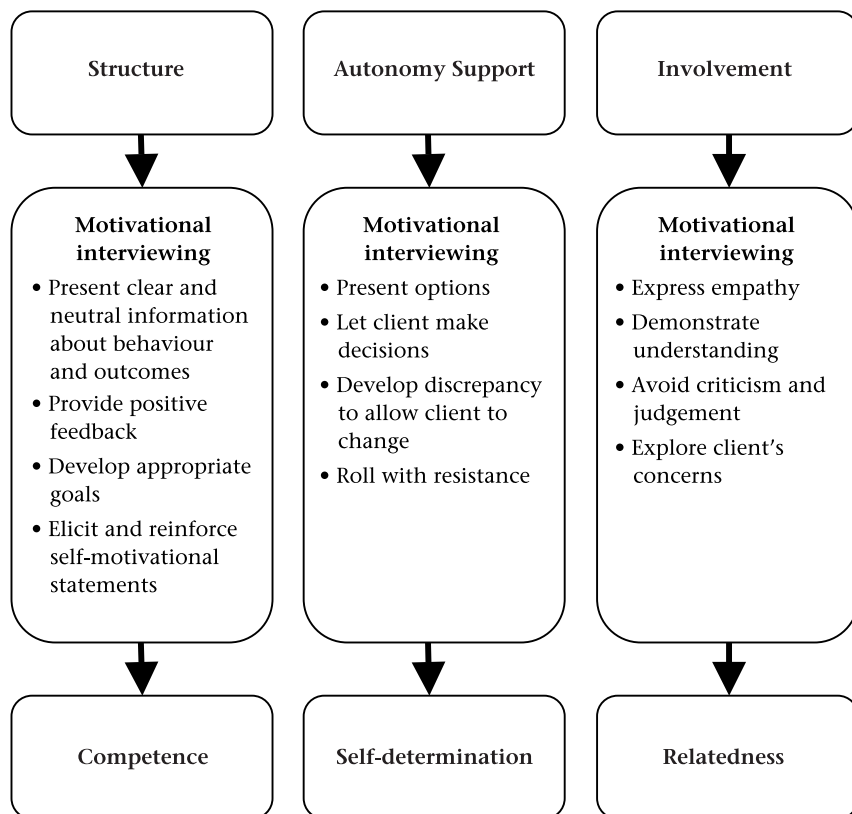 Structure
Autonomy Support
Involvement
Motivational
interviewing
• Present clear and
neutral information
about behaviour
and outcomes
• Provide positive
feedback
• Develop appropriate
goals
• Elicit and reinforce
self-motivational
statements
Motivational
interviewing
• Present options
• Let client make
decisions
• Develop discrepancy
to allow client to
change
• Roll with resistance
Motivational
interviewing
• Express empathy
• Demonstrate
understanding
• Avoid criticism and
judgement
• Explore client’s
concerns
Competence
Self-determination
Relatedness